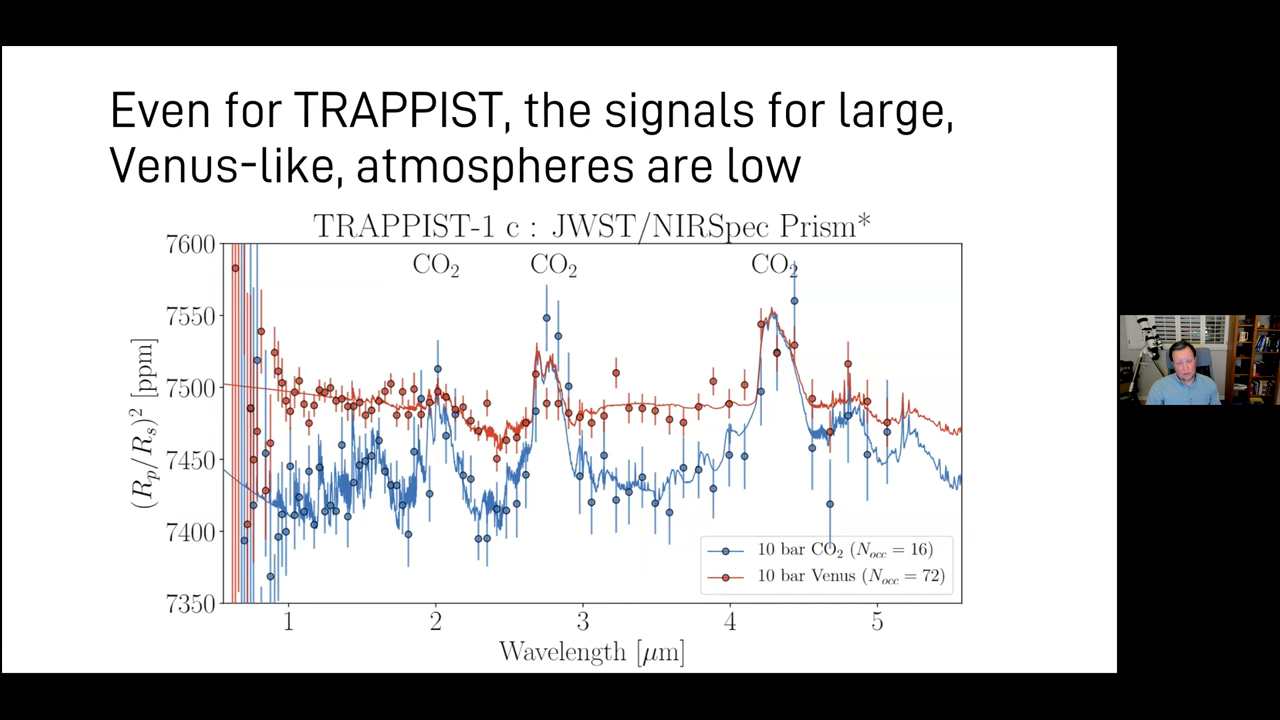 Even for TRAPPIST, the signals for large,
Venus-like, atmospheres are low
TRAPPIST-1 c : JWST/NIRSpec Prism*
CO₂ CO₂ CO₂
7600
7550
7500
7450
7400
7350
(Rₚ/Rₛ)² [ppm]
10 bar CO₂ (Nₒcc = 16)
10 bar Venus (Nₒcc = 72)
1 2 3 4 5
Wavelength [μm]